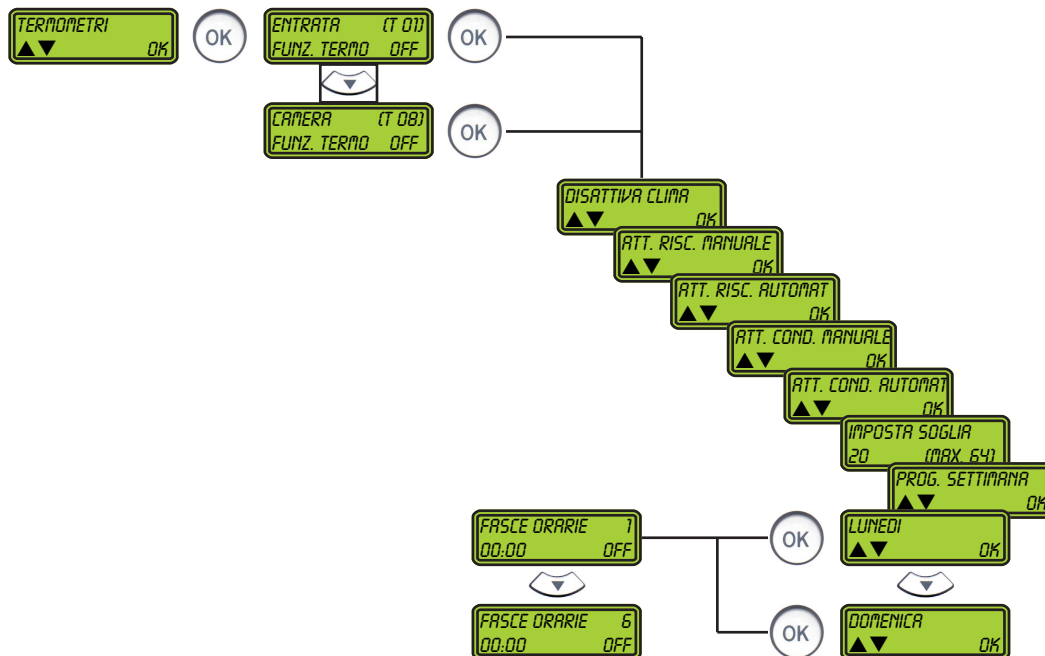 TERMOMETRI
▲▼ OK
OK
ENTRATA (T 01)
FUNZ. TERMO OFF
OK
CAMERA (T 08)
FUNZ. TERMO OFF
OK
DISATTIVA CLIMA
▲▼ OK
ATT. RISC. MANUALE
▲▼ OK
ATT. RISC. AUTOMAT
▲▼ OK
ATT. COND. MANUALE
▲▼ OK
ATT. COND. AUTOMAT
▲▼ OK
IMPOSTA SOGLIA
20 (MAX. 64)
PROG. SETTIMANA
▲▼ OK
FASCE ORARIE 1
00:00 OFF
OK
LUNEDI
▲▼ OK
FASCE ORARIE 6
00:00 OFF
OK
DOMENICA
▲▼ OK